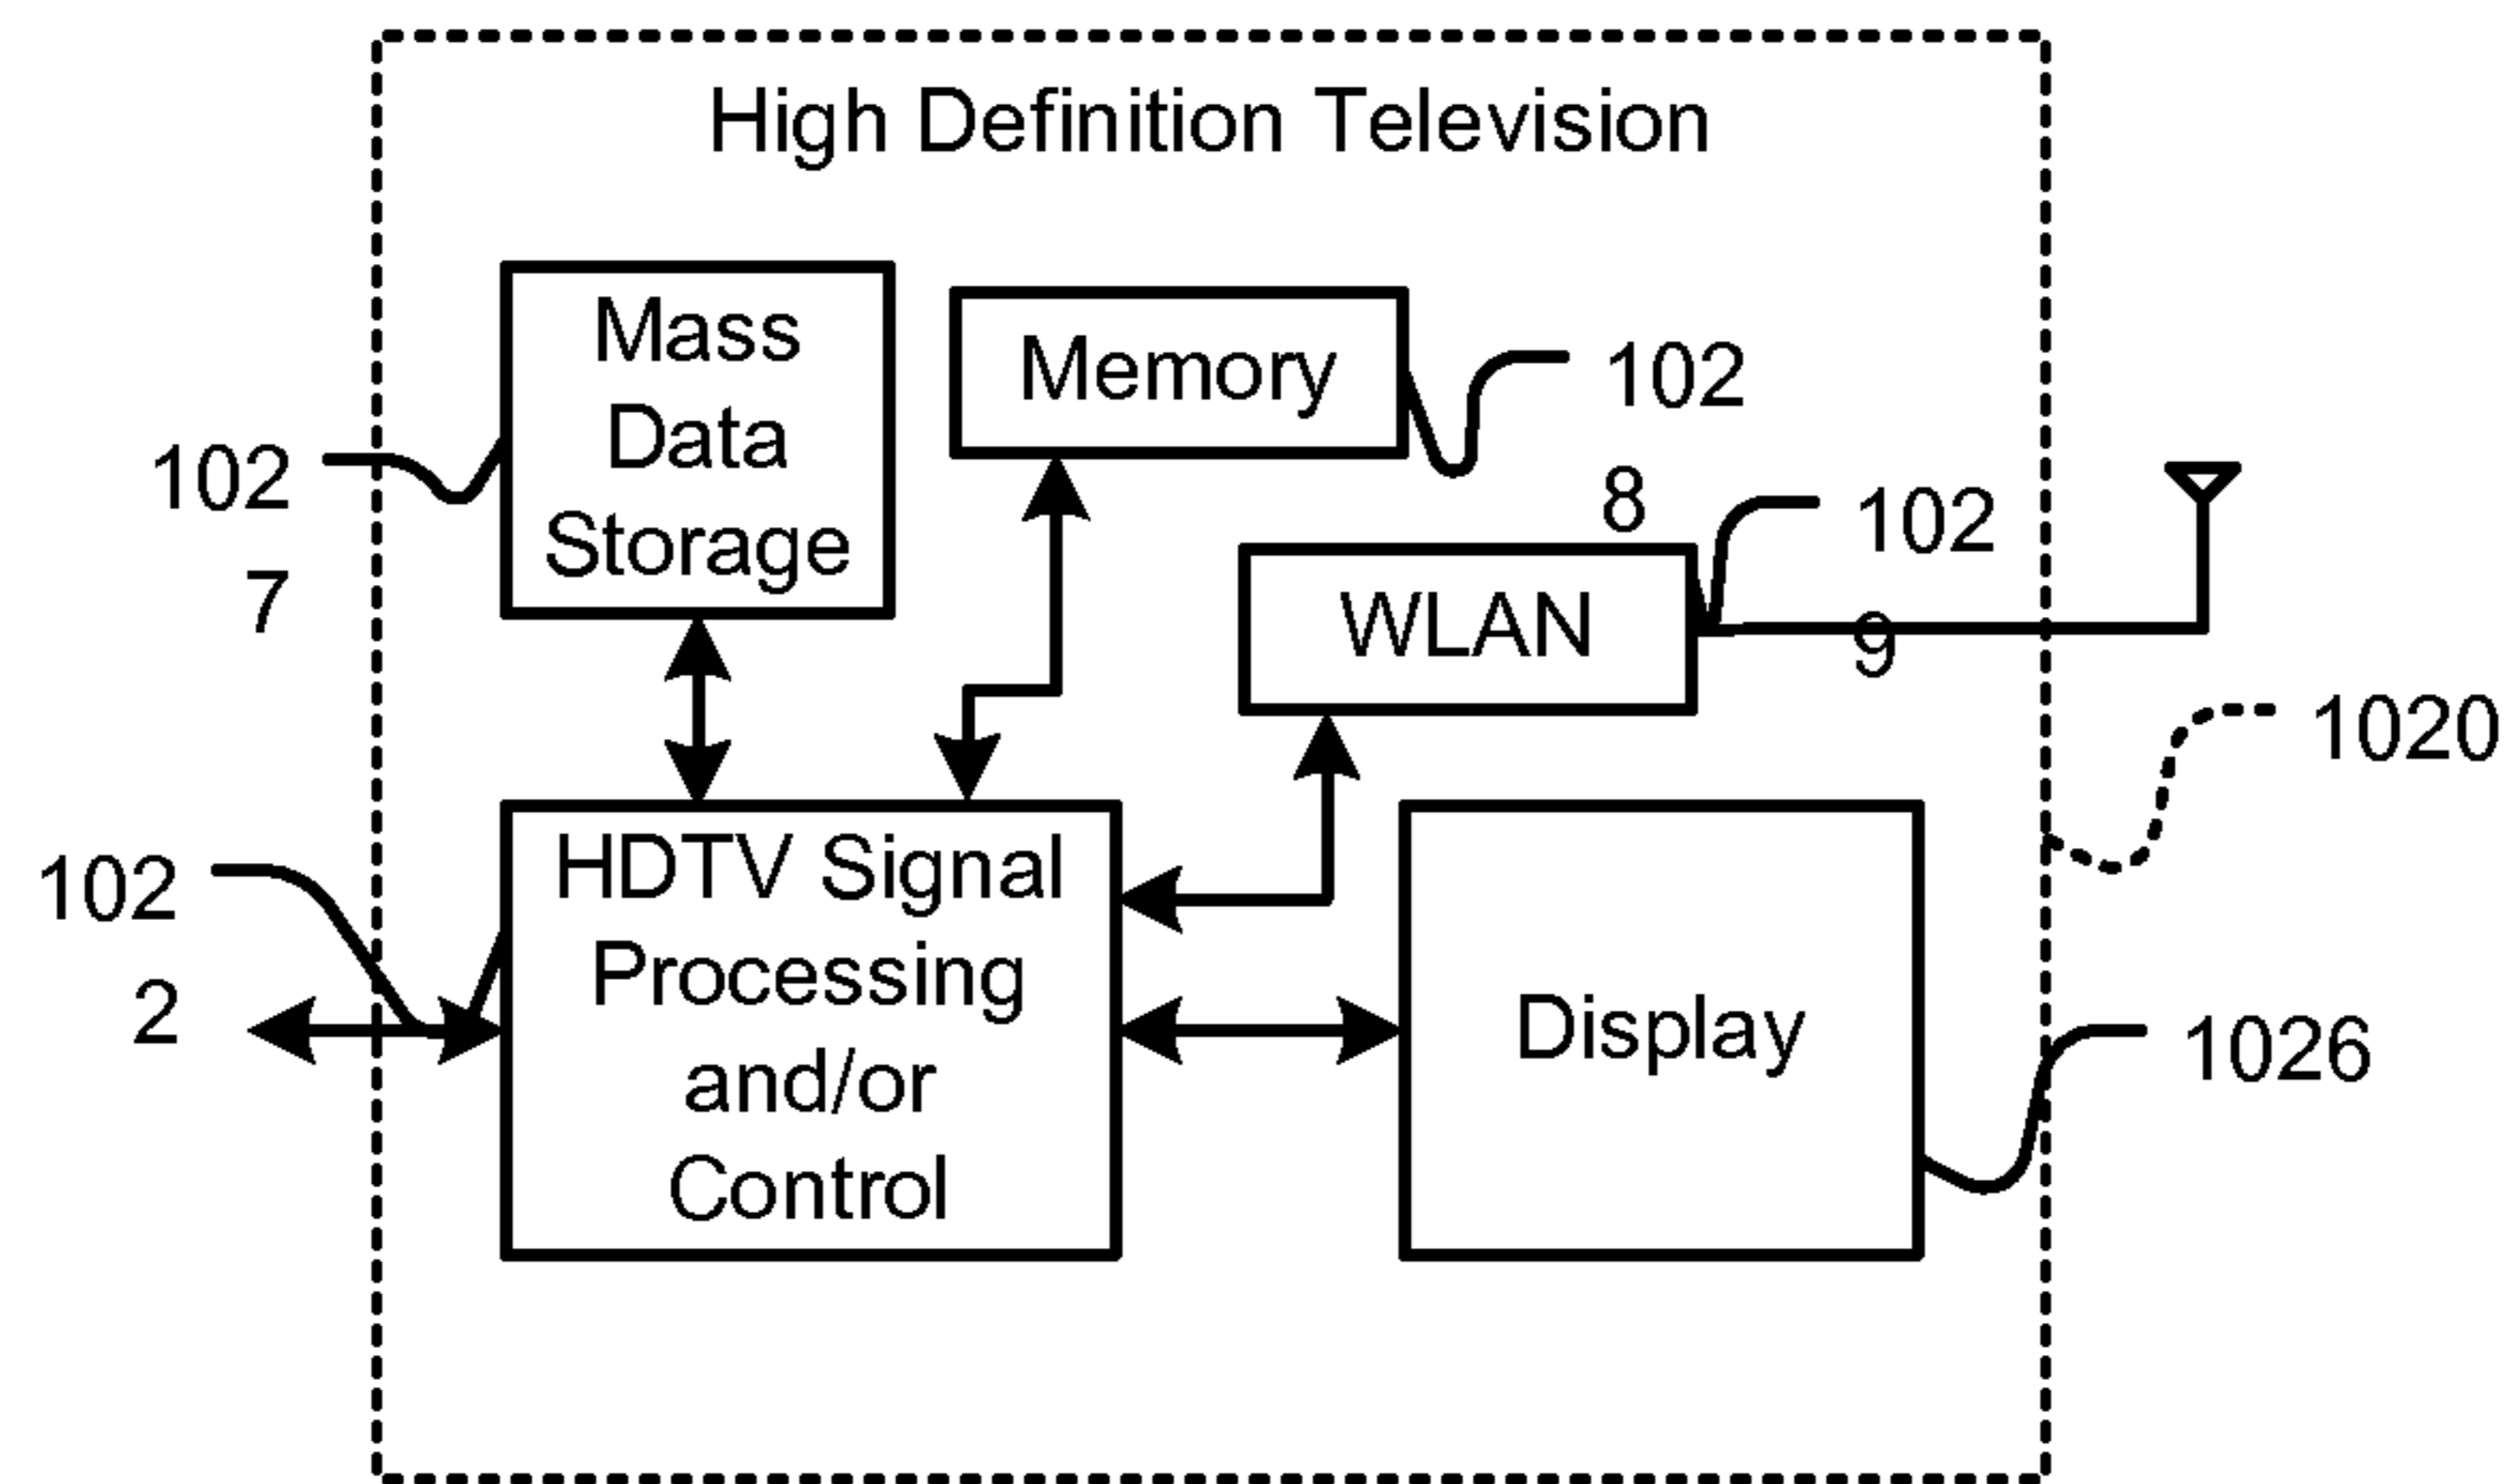 High Definition Television
Mass
Data
Storage
Memory
102
8
102
7
102
9
WLAN
1020
HDTV Signal
Processing
and/or
Control
102
2
Display
1026